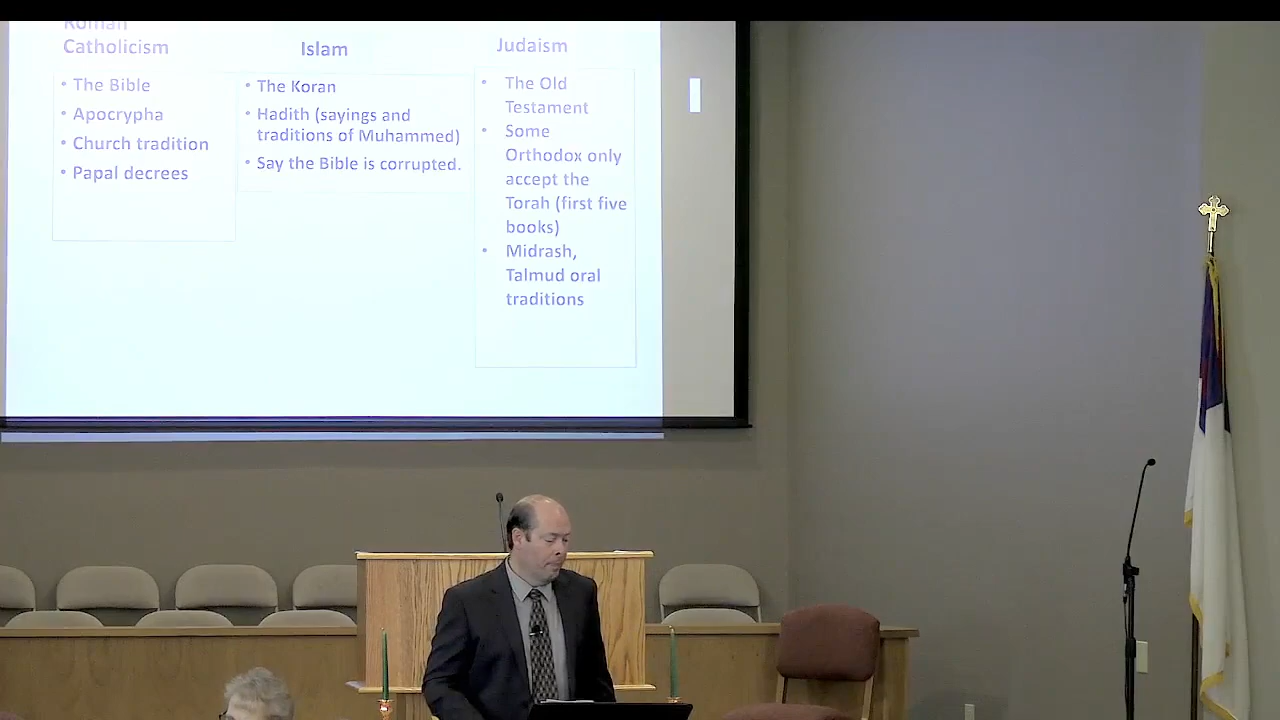 Roman
Catholicism
• The Bible
• Apocrypha
• Church tradition
• Papal decrees
Islam
• The Koran
• Hadith (sayings and
traditions of Muhammed)
• Say the Bible is corrupted.
Judaism
• The Old
Testament
• Some
Orthodox only
accept the
Torah (first five
books)
• Midrash,
Talmud oral
traditions